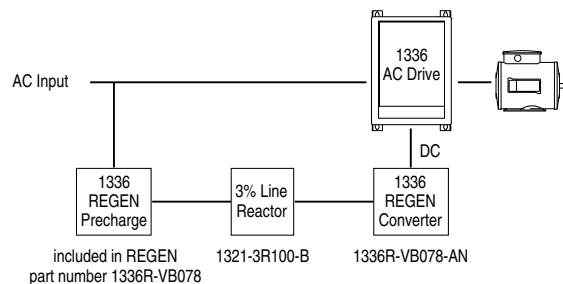 1336
AC Drive
AC Input
DC
1336
REGEN
Precharge
3% Line
Reactor
1336
REGEN
Converter
included in REGEN
part number 1336R-VB078
1321-3R100-B
1336R-VB078-AN